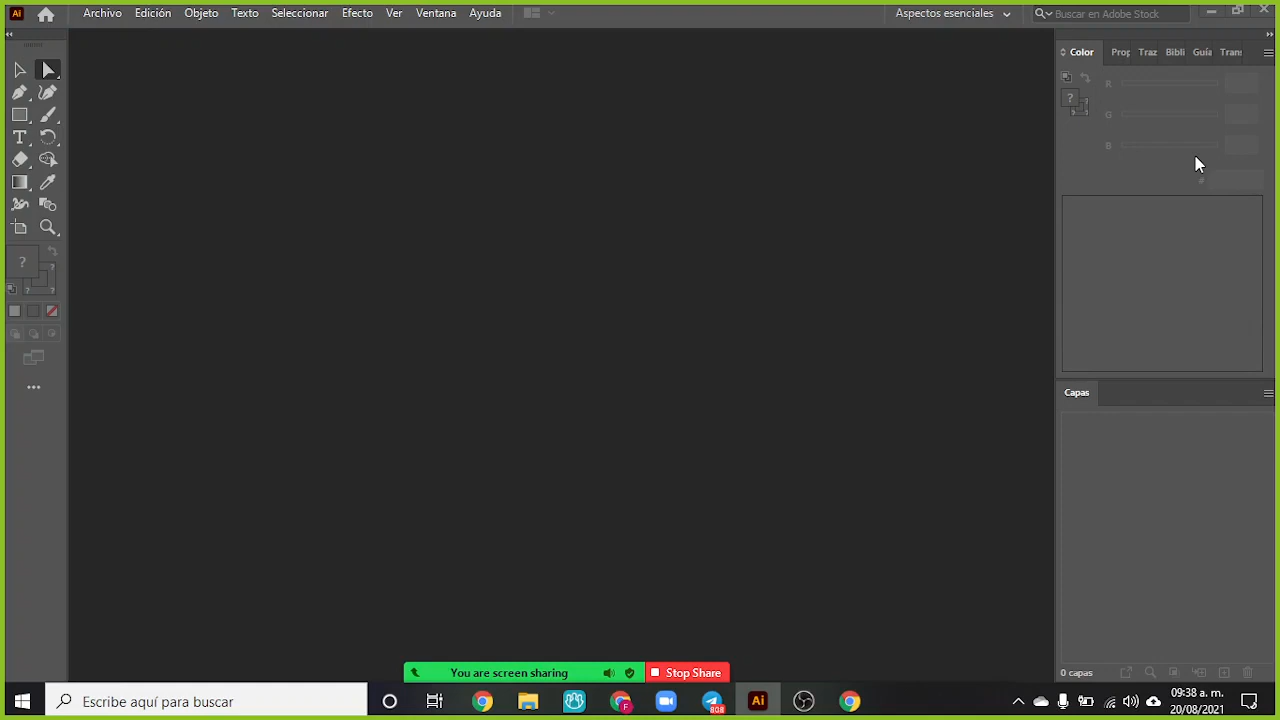 Ai Archivo Edición Objeto Texto Seleccionar Efecto Ver Ventana Ayuda Aspectos esenciales Buscar en Adobe Stock
Color Prop Traz Bibli Guía Trans
?
R
G
B
#
T
?
?
? ?
Capas
0 capas
You are screen sharing Stop Share
Escribe aquí para buscar
F
808
Ai
09:38 a. m.
20/08/2021